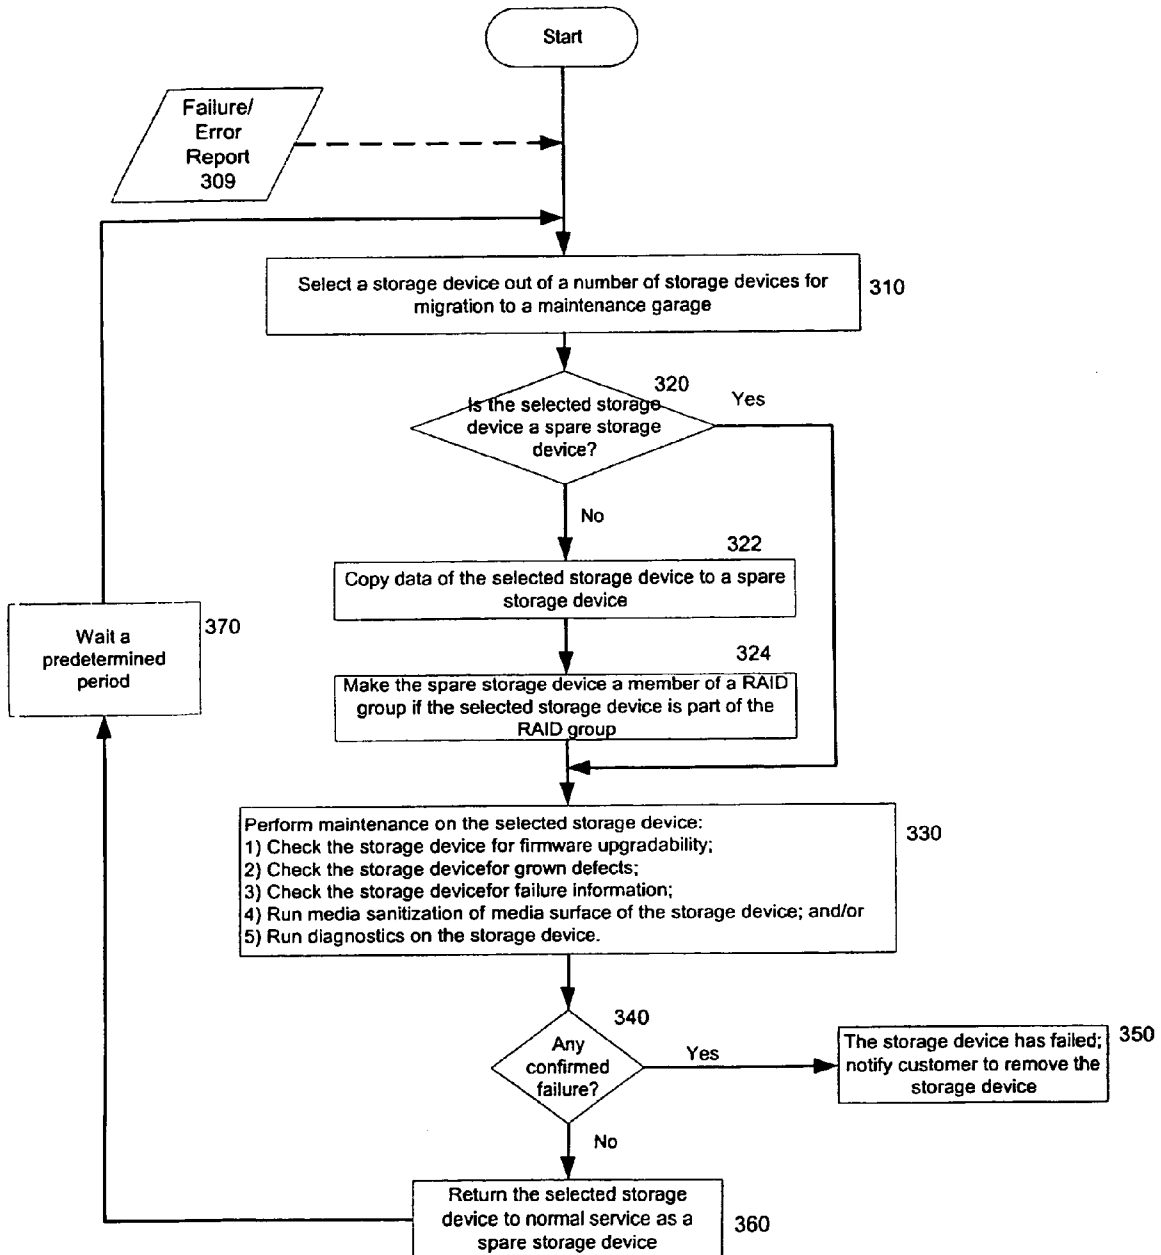 Start
Failure/
Error
Report
309
Select a storage device out of a number of storage devices for
migration to a maintenance garage
310
320
Is the selected storage
device a spare storage
device?
Yes
No
322
Copy data of the selected storage device to a spare
storage device
324
Make the spare storage device a member of a RAID
group if the selected storage device is part of the
RAID group
Wait a
predetermined
period
370
Perform maintenance on the selected storage device:
1) Check the storage device for firmware upgradability;
2) Check the storage devicefor grown defects;
3) Check the storage devicefor failure information;
4) Run media sanitization of media surface of the storage device; and/or
5) Run diagnostics on the storage device.
330
340
Any
confirmed
failure?
Yes
The storage device has failed;
notify customer to remove the
storage device
350
No
Return the selected storage
device to normal service as a
spare storage device
360